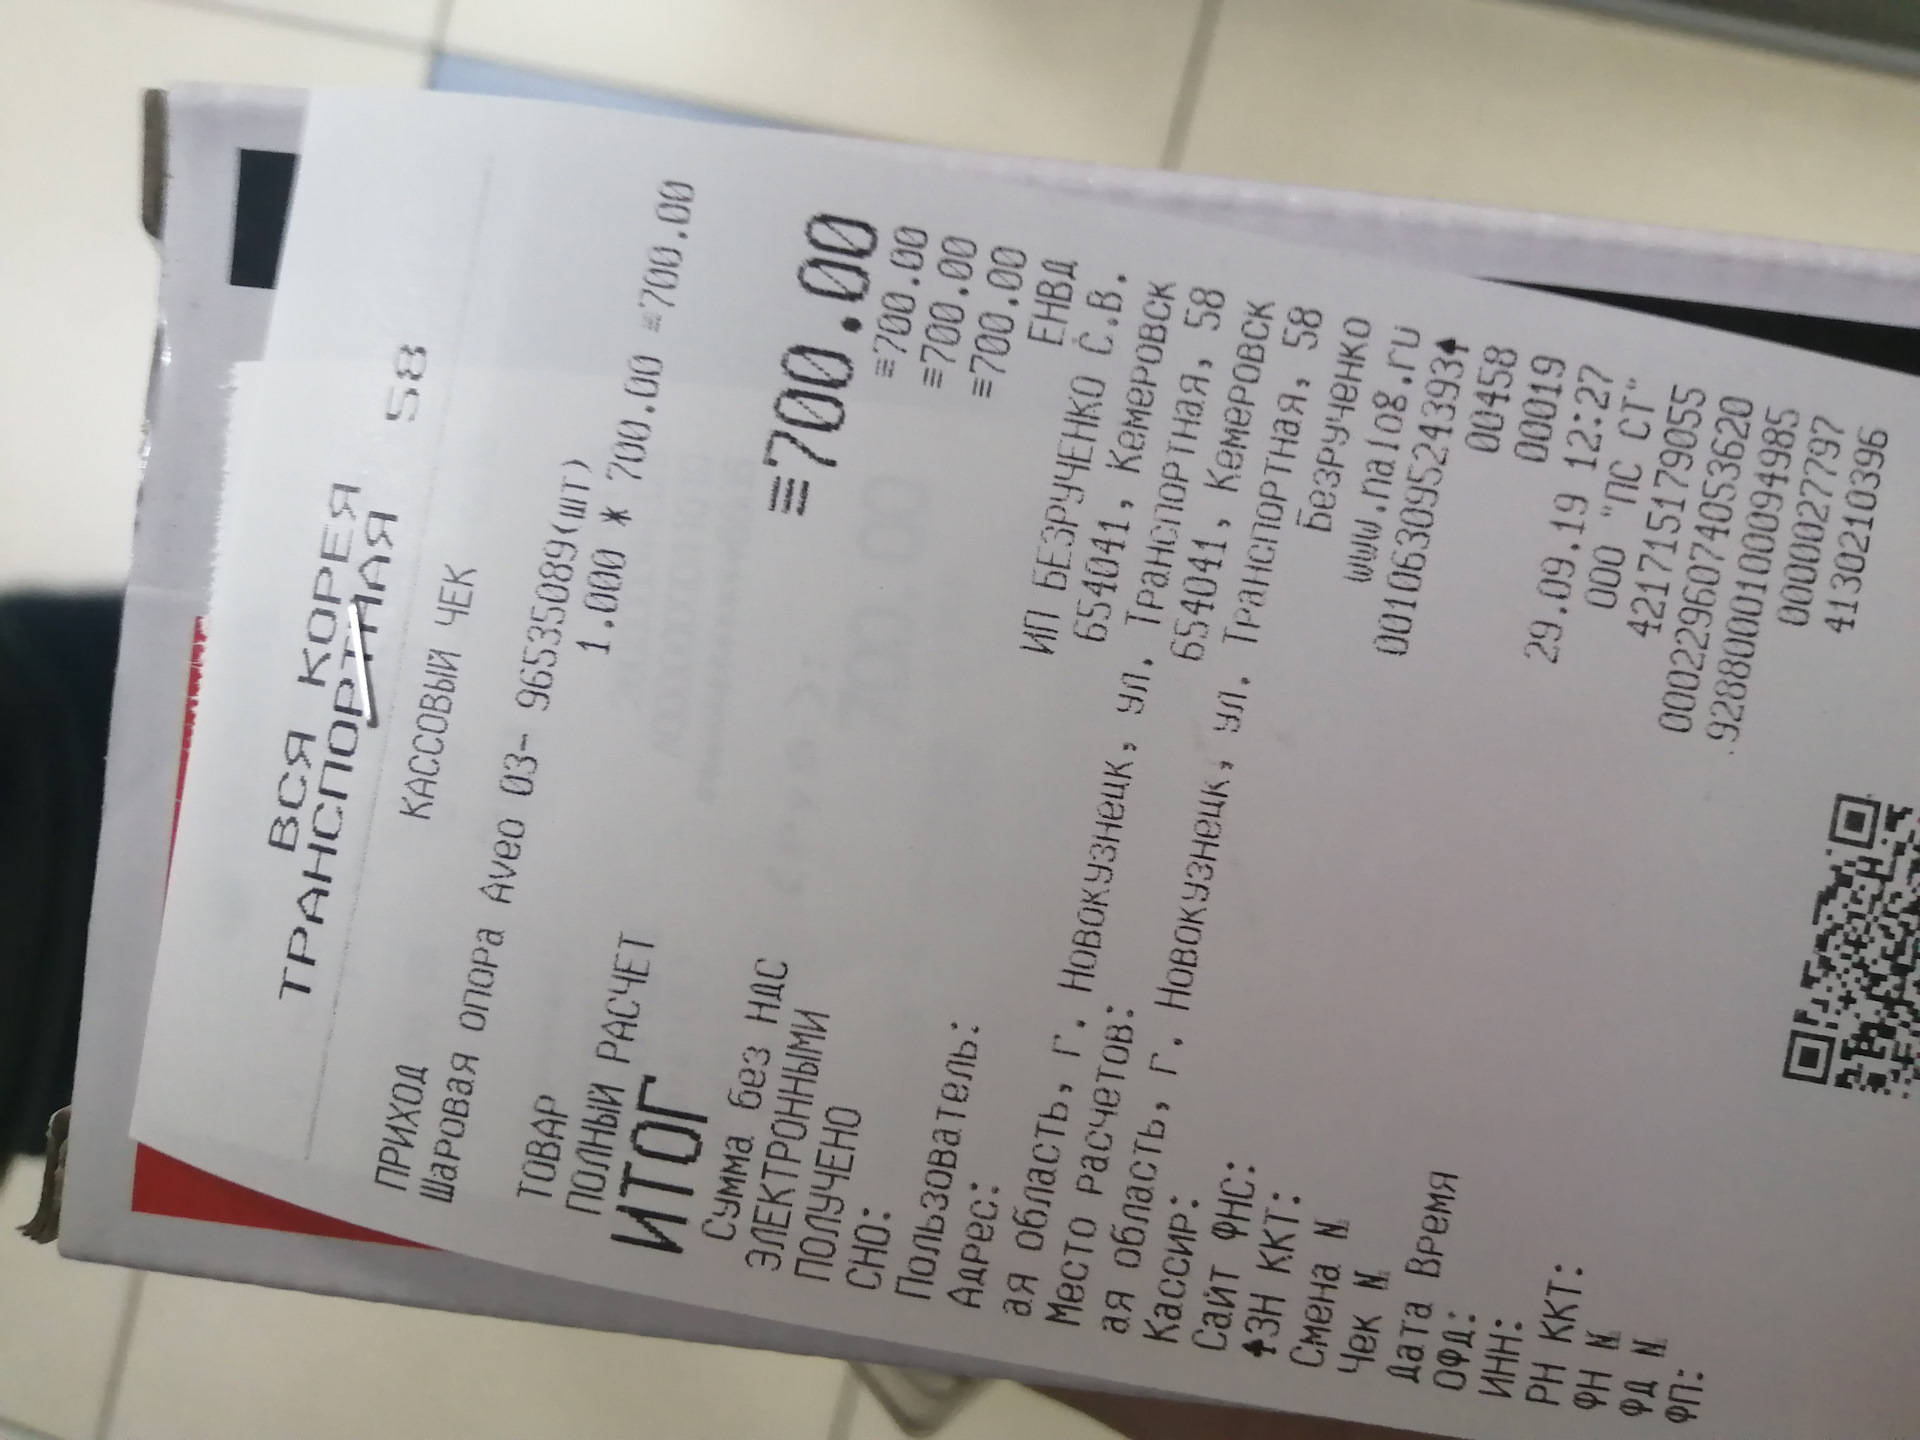 ВСЯ КОРЕЯ
ТРАНСПОРТНАЯ 58
КАССОВЫЙ ЧЕК
ПРИХОД
Шаровая опора Aveo 03- 96535089(шт)
1.000 * 700.00 ≡700.00
ТОВАР
ПОЛНЫЙ РАСЧЕТ
ИТОГ ≡700.00
Сумма без НДС ≡700.00
ЭЛЕКТРОННЫМИ ≡700.00
ПОЛУЧЕНО ≡700.00
СНО: ЕНВД
Пользователь: ИП БЕЗРУЧЕНКО С.В.
Адрес: 654041, Кемеровск
ая область, г. Новокузнецк, ул. Транспортная, 58
Место расчетов: 654041, Кемеровск
ая область, г. Новокузнецк, ул. Транспортная, 58
Кассир: Безрученко
Сайт ФНС: www.nalog.ru
ЗН ККТ: 00106309524393
Смена N 00458
Чек N 00019
Дата Время 29.09.19 12:27
ОФД: ООО "ПС СТ"
ИНН: 421715179055
РН ККТ: 0002296074053620
ФН N 9288000100094985
ФД N 0000027797
ФП: 4130210396